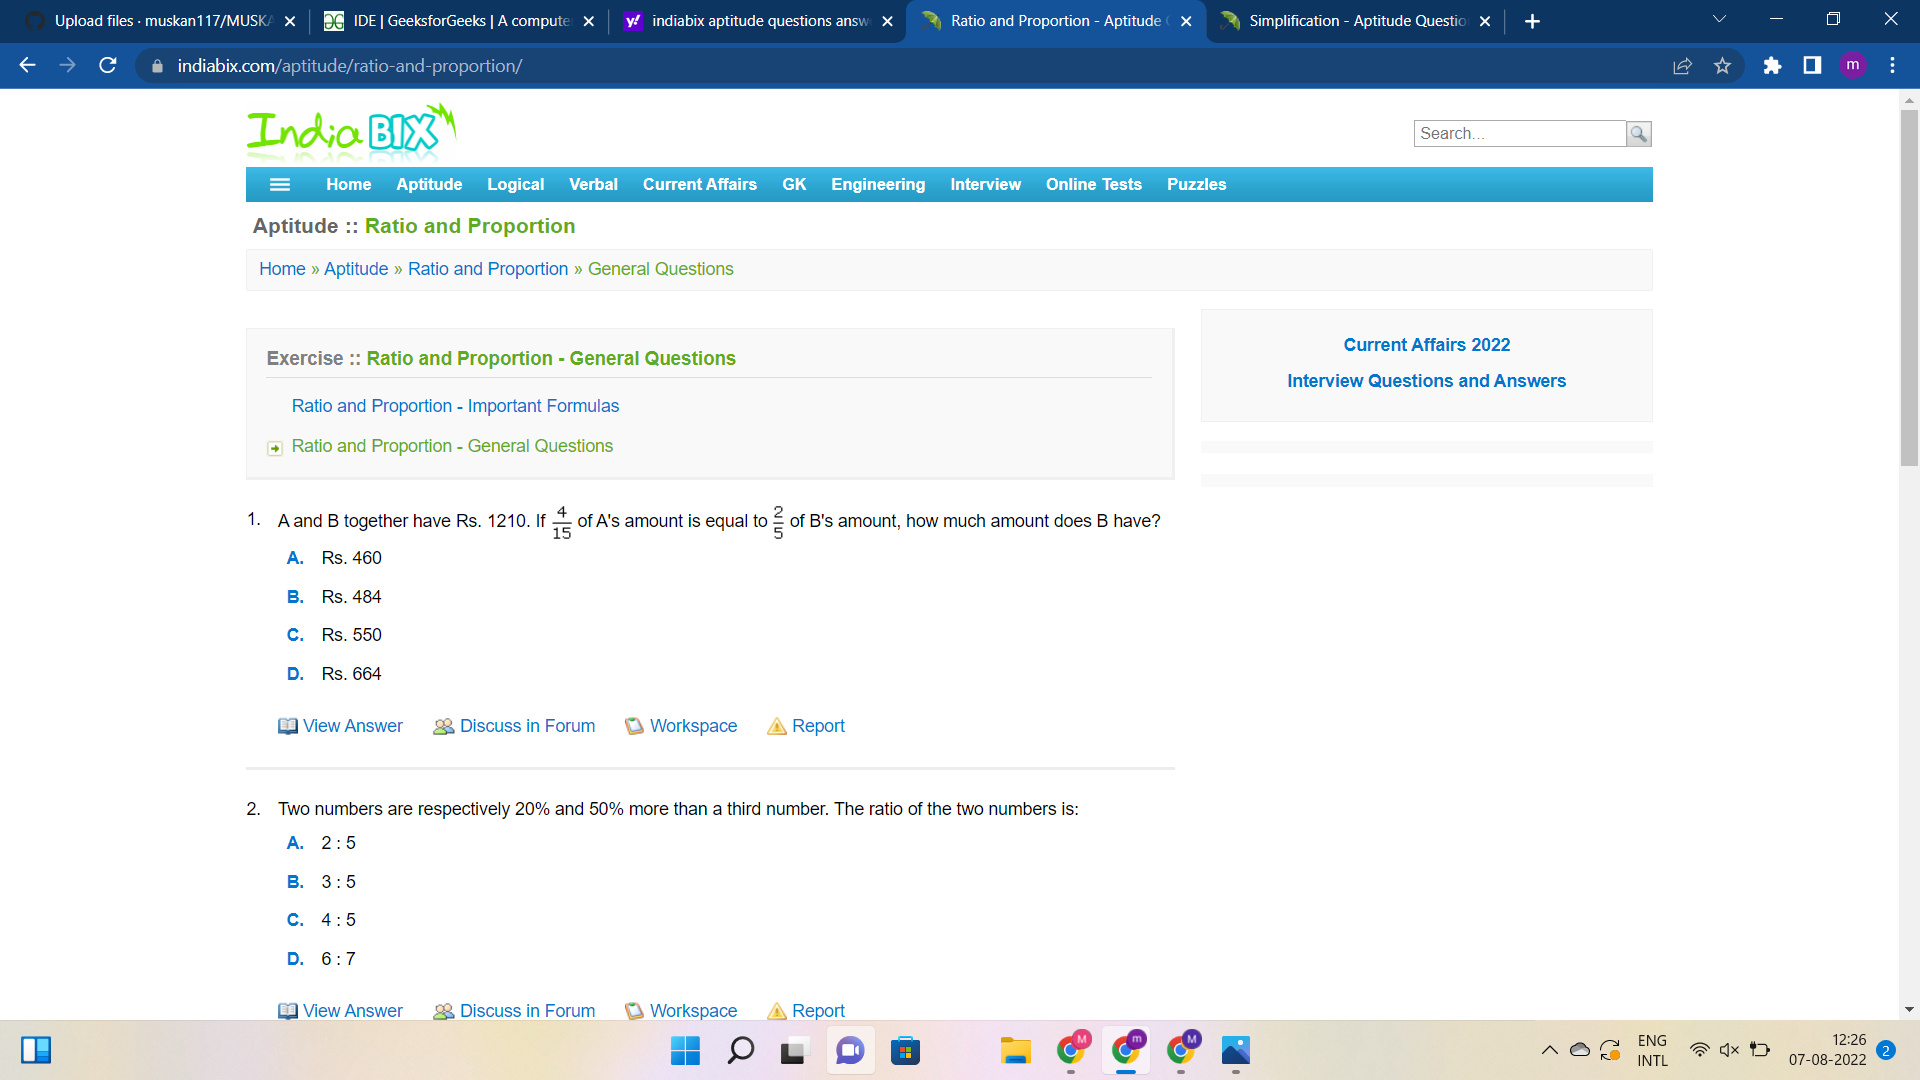 Upload files · muskan117/MUSKA
IDE | GeeksforGeeks | A compute
indiabix aptitude questions answ
Ratio and Proportion - Aptitude
Simplification - Aptitude Questio
indiabix.com/aptitude/ratio-and-proportion/
m
India BIX
Search...
Home Aptitude Logical Verbal Current Affairs GK Engineering Interview Online Tests Puzzles
Aptitude :: Ratio and Proportion
Home » Aptitude » Ratio and Proportion » General Questions
Exercise :: Ratio and Proportion - General Questions
Ratio and Proportion - Important Formulas
Ratio and Proportion - General Questions
Current Affairs 2022
Interview Questions and Answers
1. A and B together have Rs. 1210. If 4/15 of A's amount is equal to 2/5 of B's amount, how much amount does B have?
A. Rs. 460
B. Rs. 484
C. Rs. 550
D. Rs. 664
View Answer Discuss in Forum Workspace Report
2. Two numbers are respectively 20% and 50% more than a third number. The ratio of the two numbers is:
A. 2 : 5
B. 3 : 5
C. 4 : 5
D. 6 : 7
View Answer Discuss in Forum Workspace Report
M m M
ENG
INTL
12:26
07-08-2022
2